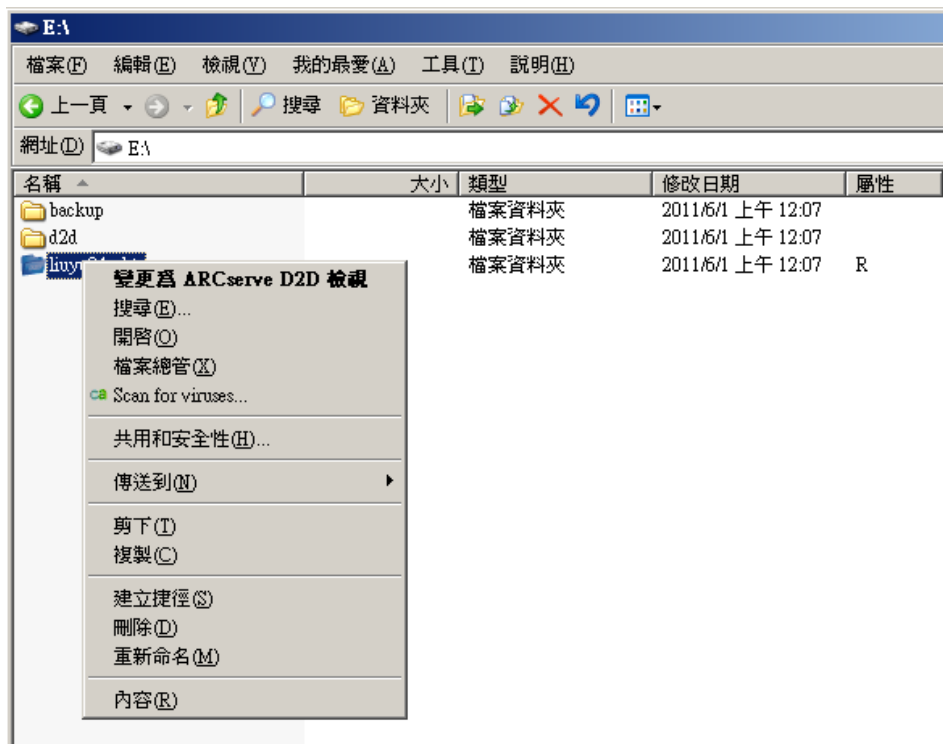 E:\
檔案(F) 編輯(E) 檢視(V) 我的最愛(A) 工具(T) 說明(H)
上一頁 搜尋 資料夾
網址(D) E:\
名稱 大小 類型 修改日期 屬性
backup 檔案資料夾 2011/6/1 上午 12:07
d2d 檔案資料夾 2011/6/1 上午 12:07
檔案資料夾 2011/6/1 上午 12:07 R
變更為 ARCserve D2D 檢視
搜尋(E)...
開啟(O)
檔案總管(X)
ca Scan for viruses...
共用和安全性(H)...
傳送到(N)
剪下(T)
複製(C)
建立捷徑(S)
刪除(D)
重新命名(M)
內容(R)